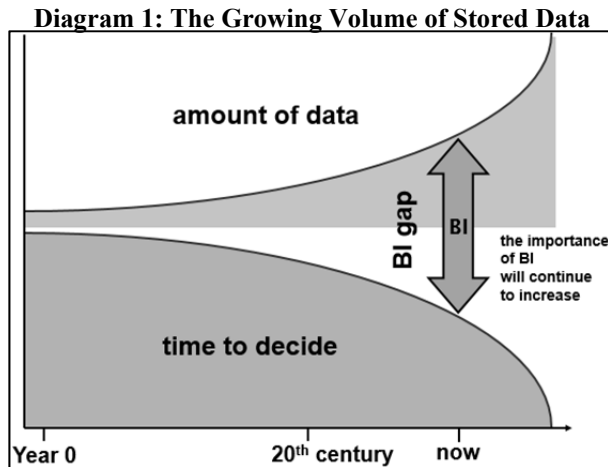 Diagram 1: The Growing Volume of Stored Data
amount of data
BI gap
BI
the importance
of BI
will continue
to increase
time to decide
Year 0
20th century
now